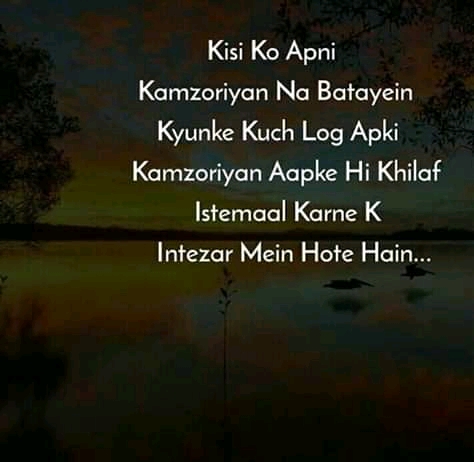 Kisi Ko Apni
Kamzoriyan Na Batayein
Kyunke Kuch Log Apki
Kamzoriyan Aapke Hi Khilaf
Istemaal Karne K
Intezar Mein Hote Hain...